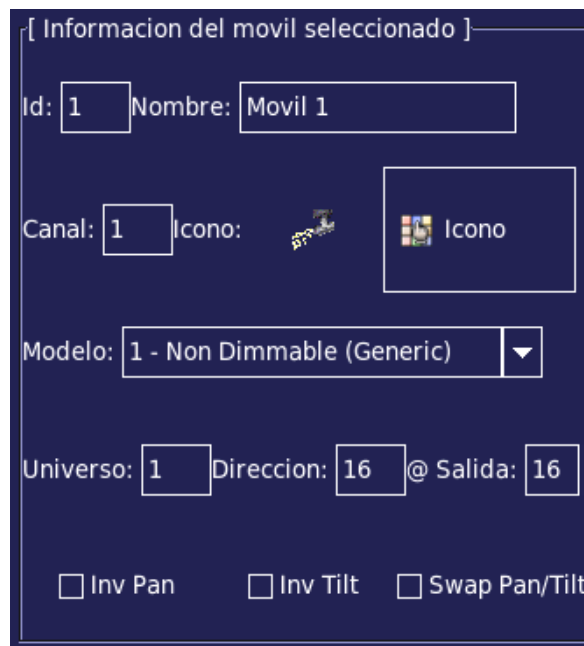 [ Informacion del movil seleccionado ]
Id: 1 Nombre: Movil 1
Canal: 1 Icono: Icono
Modelo: 1 - Non Dimmable (Generic)
Universo: 1 Direccion: 16 @ Salida: 16
Inv Pan Inv Tilt Swap Pan/Tilt